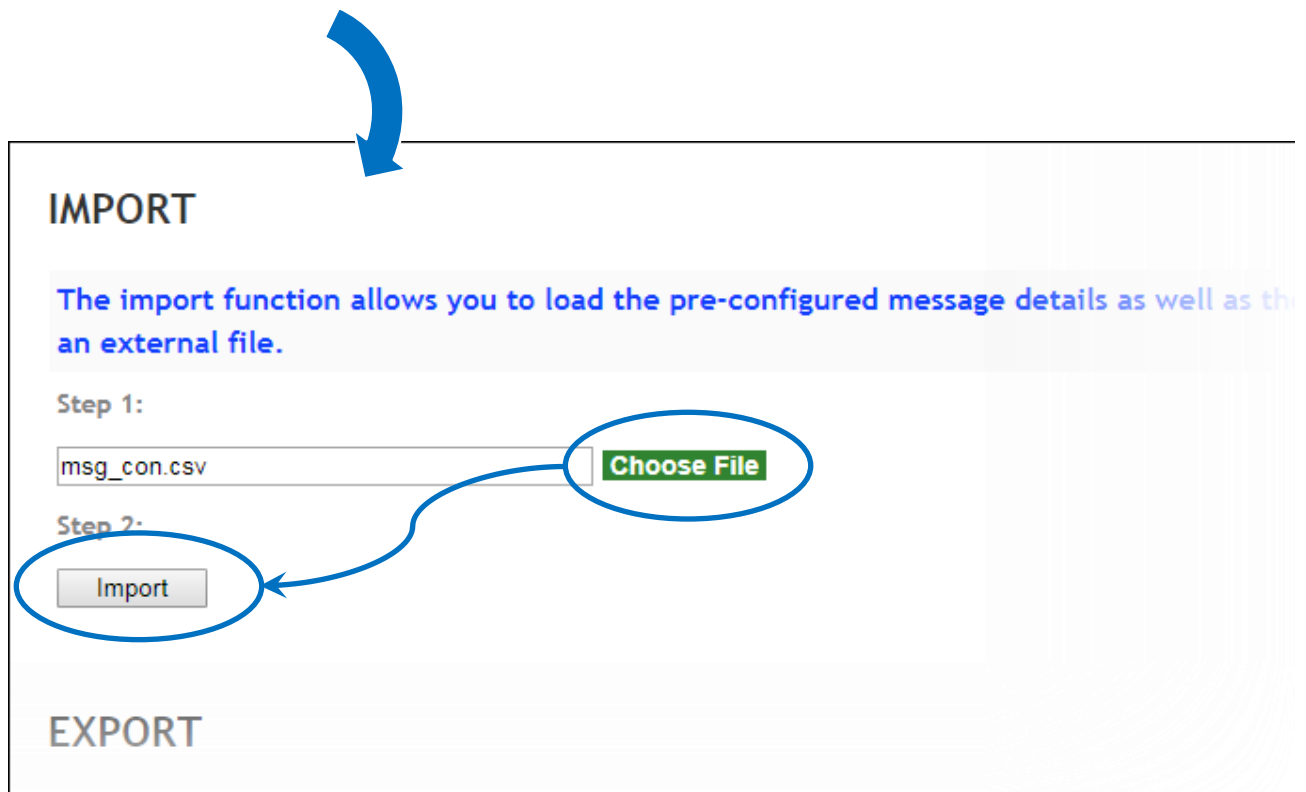 IMPORT
The import function allows you to load the pre-configured message details as well as the
an external file.
Step 1:
msg_con.csv Choose File
Step 2:
Import
EXPORT